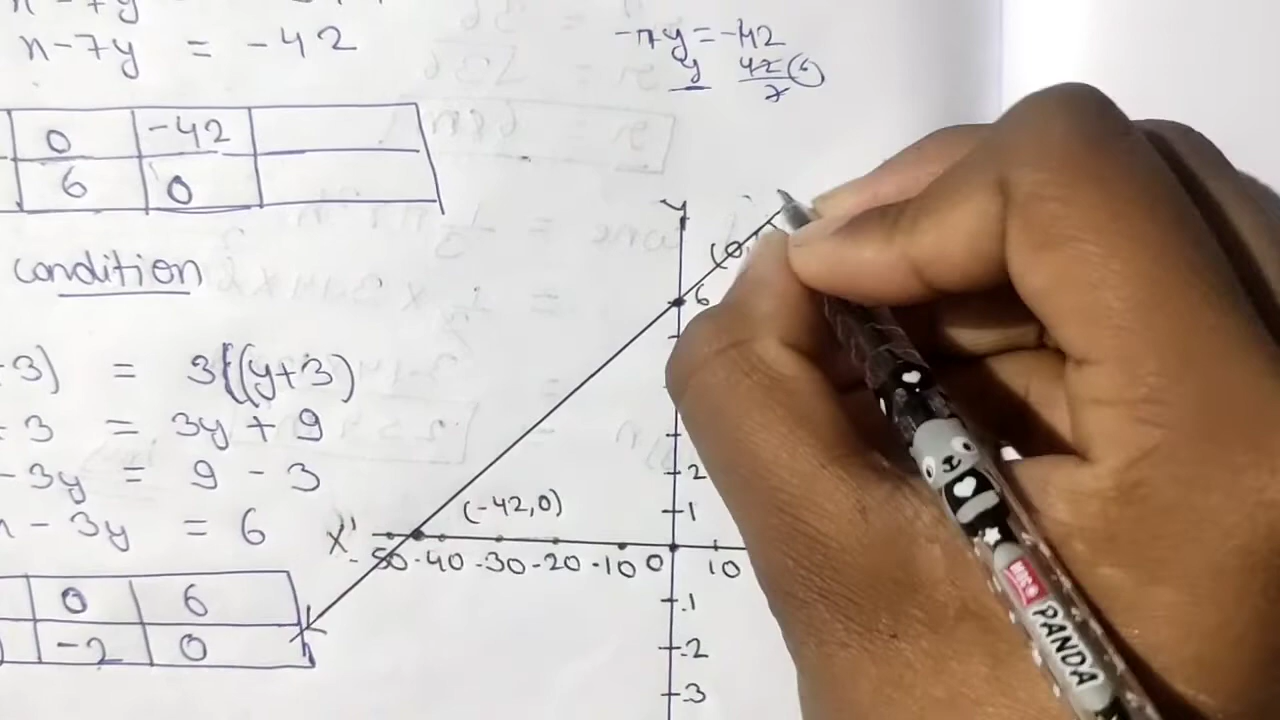 n-7y = -42
-7y = -42
y 42 6
7
0 -42
6 0
condition
+3) = 3((y+3)
+3 = 3y + 9
-3y = 9 - 3
n - 3y = 6
0 6
-2 0
Y
(0,
6
2
1
(-42,0)
X'
-50 -40 -30 -20 -10 0 10
-1
-2
-3
PANDA